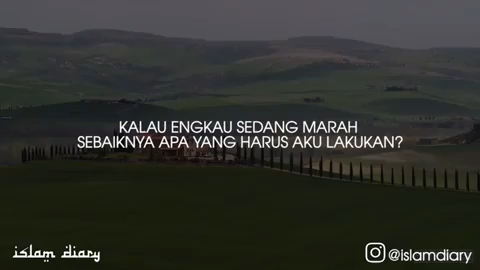 KALAU ENGKAU SEDANG MARAH
SEBAIKNYA APA YANG HARUS AKU LAKUKAN?
islam diary
@islamdiary